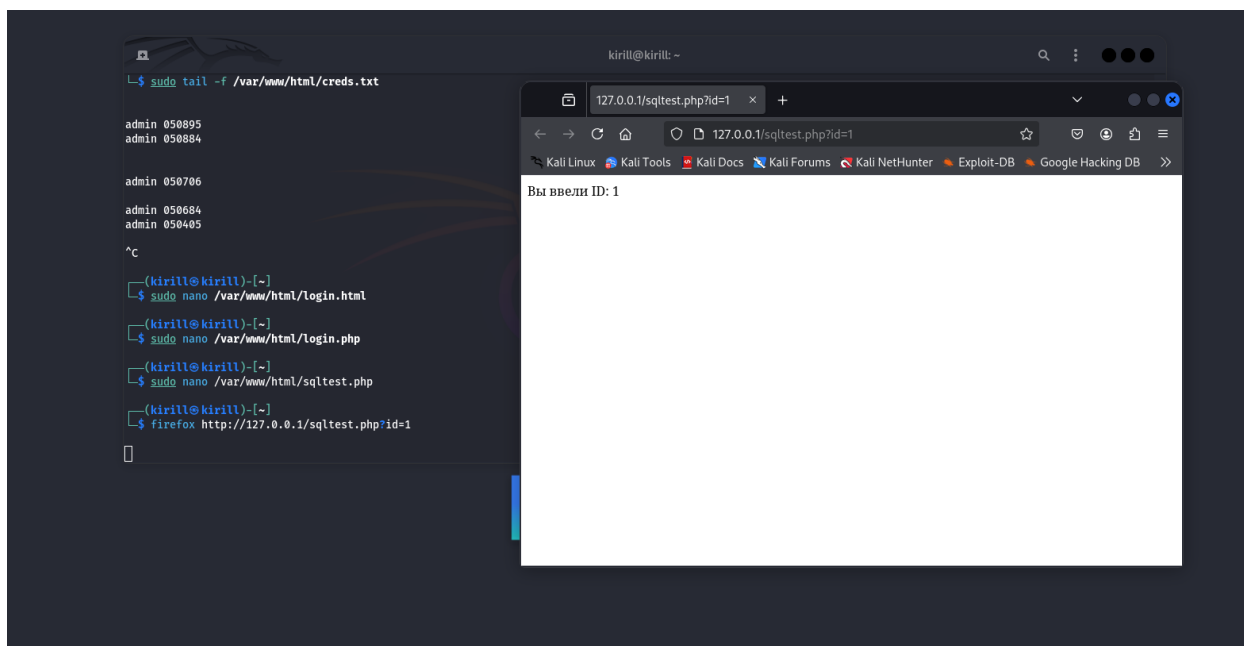 kirill@kirill: ~
└─$ sudo tail -f /var/www/html/creds.txt
admin 050895
admin 050884
admin 050706
admin 050684
admin 050405
^C
┌──(kirill㉿kirill)-[~]
└─$ sudo nano /var/www/html/login.html
┌──(kirill㉿kirill)-[~]
└─$ sudo nano /var/www/html/login.php
┌──(kirill㉿kirill)-[~]
└─$ sudo nano /var/www/html/sqltest.php
┌──(kirill㉿kirill)-[~]
└─$ firefox http://127.0.0.1/sqltest.php?id=1
127.0.0.1/sqltest.php?id=1
127.0.0.1/sqltest.php?id=1
Kali Linux Kali Tools Kali Docs Kali Forums Kali NetHunter Exploit-DB Google Hacking DB
Вы ввели ID: 1